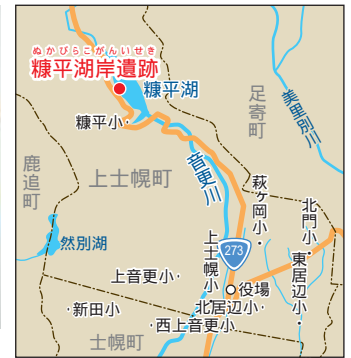 ぬかびらこがんいせき
糠平湖岸遺跡
糠平湖
糠平小
足寄町
美里別川
鹿追町
上士幌町
音更川
萩ヶ岡小
北門小
然別湖
上士幌小
273
東居辺小
上音更小
役場
新田小
北居辺小
西上音更小
士幌町